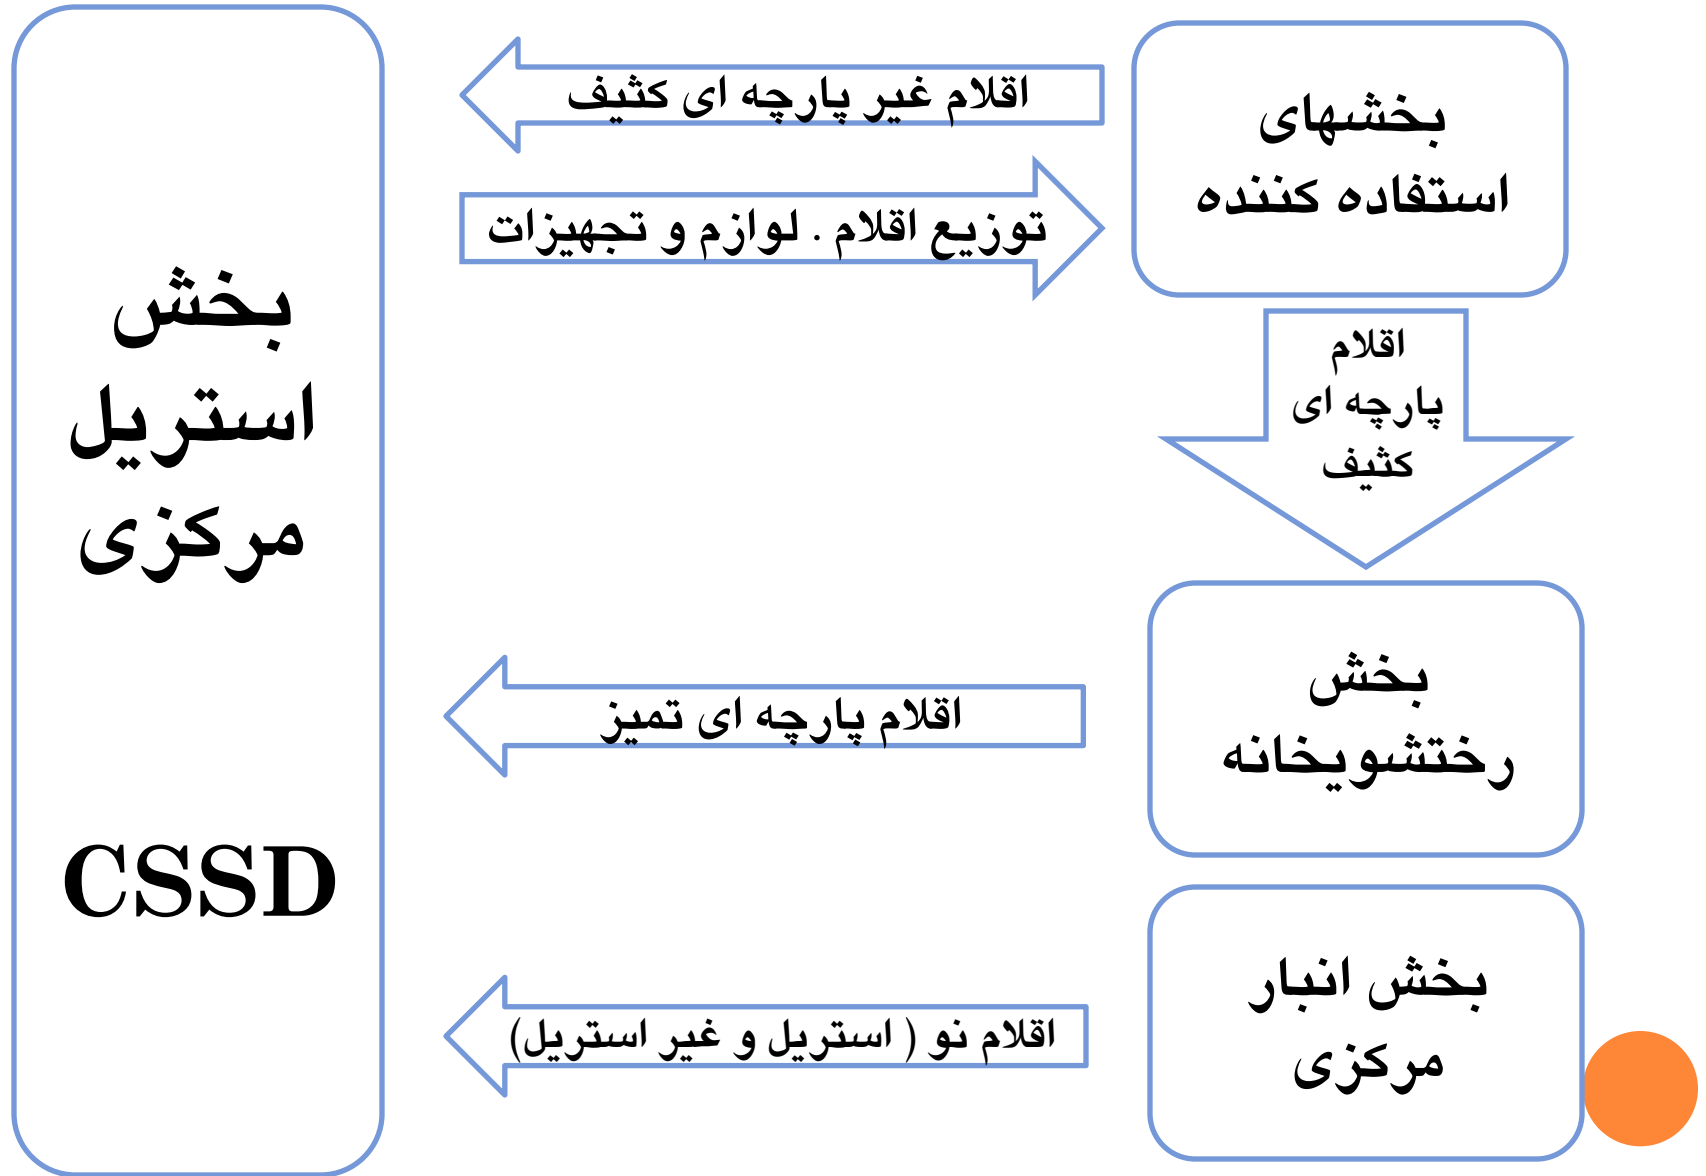 بخشهای
استفاده کننده
اقلام غیر پارچه ای کثیف
توزیع اقلام . لوازم و تجهیزات
اقلام
پارچه ای
کثیف
بخش
رختشویخانه
اقلام پارچه ای تمیز
بخش انبار
مرکزی
اقلام نو ( استریل و غیر استریل)
بخش
استریل
مرکزی
CSSD